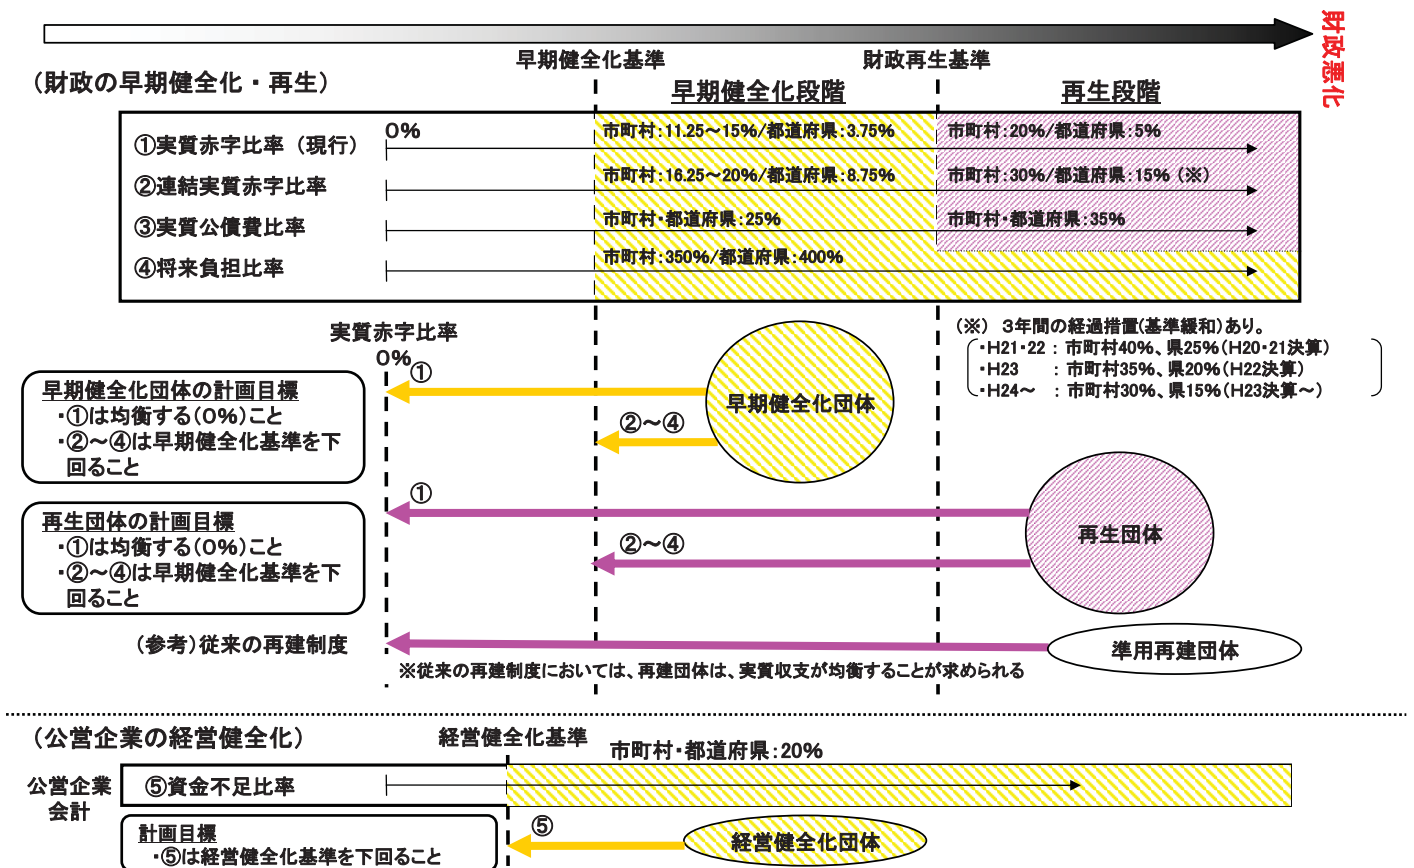 財政悪化
早期健全化基準
財政再生基準
（財政の早期健全化・再生）
早期健全化段階
再生段階
0%
①実質赤字比率（現行）
市町村：11.25～15%/都道府県：3.75%
市町村：20%/都道府県：5%
②連結実質赤字比率
市町村：16.25～20%/都道府県：8.75%
市町村：30%/都道府県：15%（※）
③実質公債費比率
市町村・都道府県：25%
市町村・都道府県：35%
④将来負担比率
市町村：350%/都道府県：400%
実質赤字比率
0%
（※） 3年間の経過措置(基準緩和)あり。
・H21・22 ： 市町村40%、県25%（H20・21決算）
・H23 ： 市町村35%、県20%（H22決算）
・H24～ ： 市町村30%、県15%（H23決算～）
早期健全化団体の計画目標
・①は均衡する（0%）こと
・②～④は早期健全化基準を下
回ること
①
②～④
早期健全化団体
再生団体の計画目標
・①は均衡する（0%）こと
・②～④は早期健全化基準を下
回ること
①
②～④
再生団体
（参考）従来の再建制度
準用再建団体
※従来の再建制度においては、再建団体は、実質収支が均衡することが求められる
（公営企業の経営健全化）
経営健全化基準
市町村・都道府県：20%
公営企業
会計
⑤資金不足比率
計画目標
・⑤は経営健全化基準を下回ること
⑤
経営健全化団体